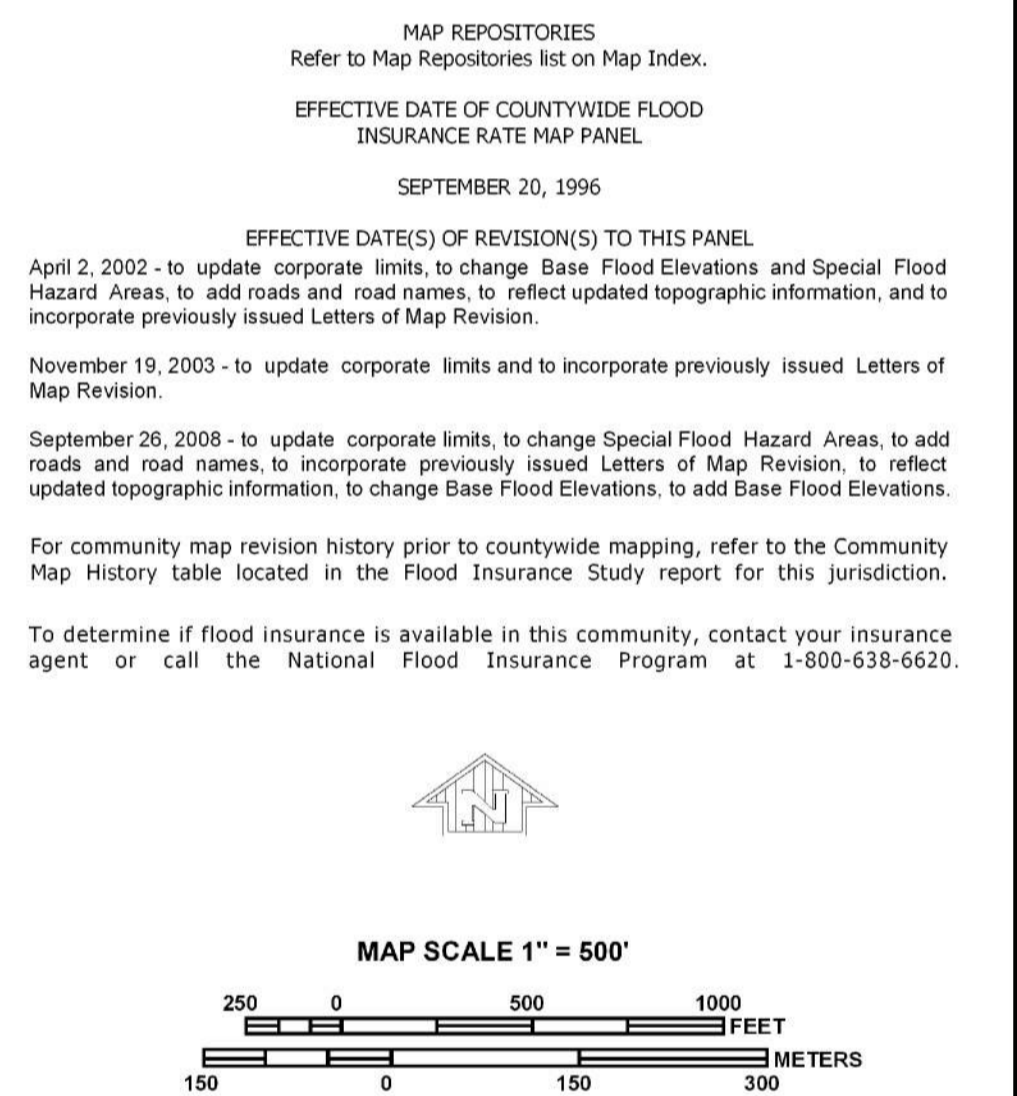 MAP REPOSITORIES
Refer to Map Repositories list on Map Index.
EFFECTIVE DATE OF COUNTYWIDE FLOOD
INSURANCE RATE MAP PANEL
SEPTEMBER 20, 1996
EFFECTIVE DATE(S) OF REVISION(S) TO THIS PANEL
April 2, 2002 - to update corporate limits, to change Base Flood Elevations and Special Flood
Hazard Areas, to add roads and road names, to reflect updated topographic information, and to
incorporate previously issued Letters of Map Revision.
November 19, 2003 - to update corporate limits and to incorporate previously issued Letters of
Map Revision.
September 26, 2008 - to update corporate limits, to change Special Flood Hazard Areas, to add
roads and road names, to incorporate previously issued Letters of Map Revision, to reflect
updated topographic information, to change Base Flood Elevations, to add Base Flood Elevations.
For community map revision history prior to countywide mapping, refer to the Community
Map History table located in the Flood Insurance Study report for this jurisdiction.
To determine if flood insurance is available in this community, contact your insurance
agent or call the National Flood Insurance Program at 1-800-638-6620.
N
MAP SCALE 1" = 500'
250 0 500 1000
FEET
METERS
150 0 150 300